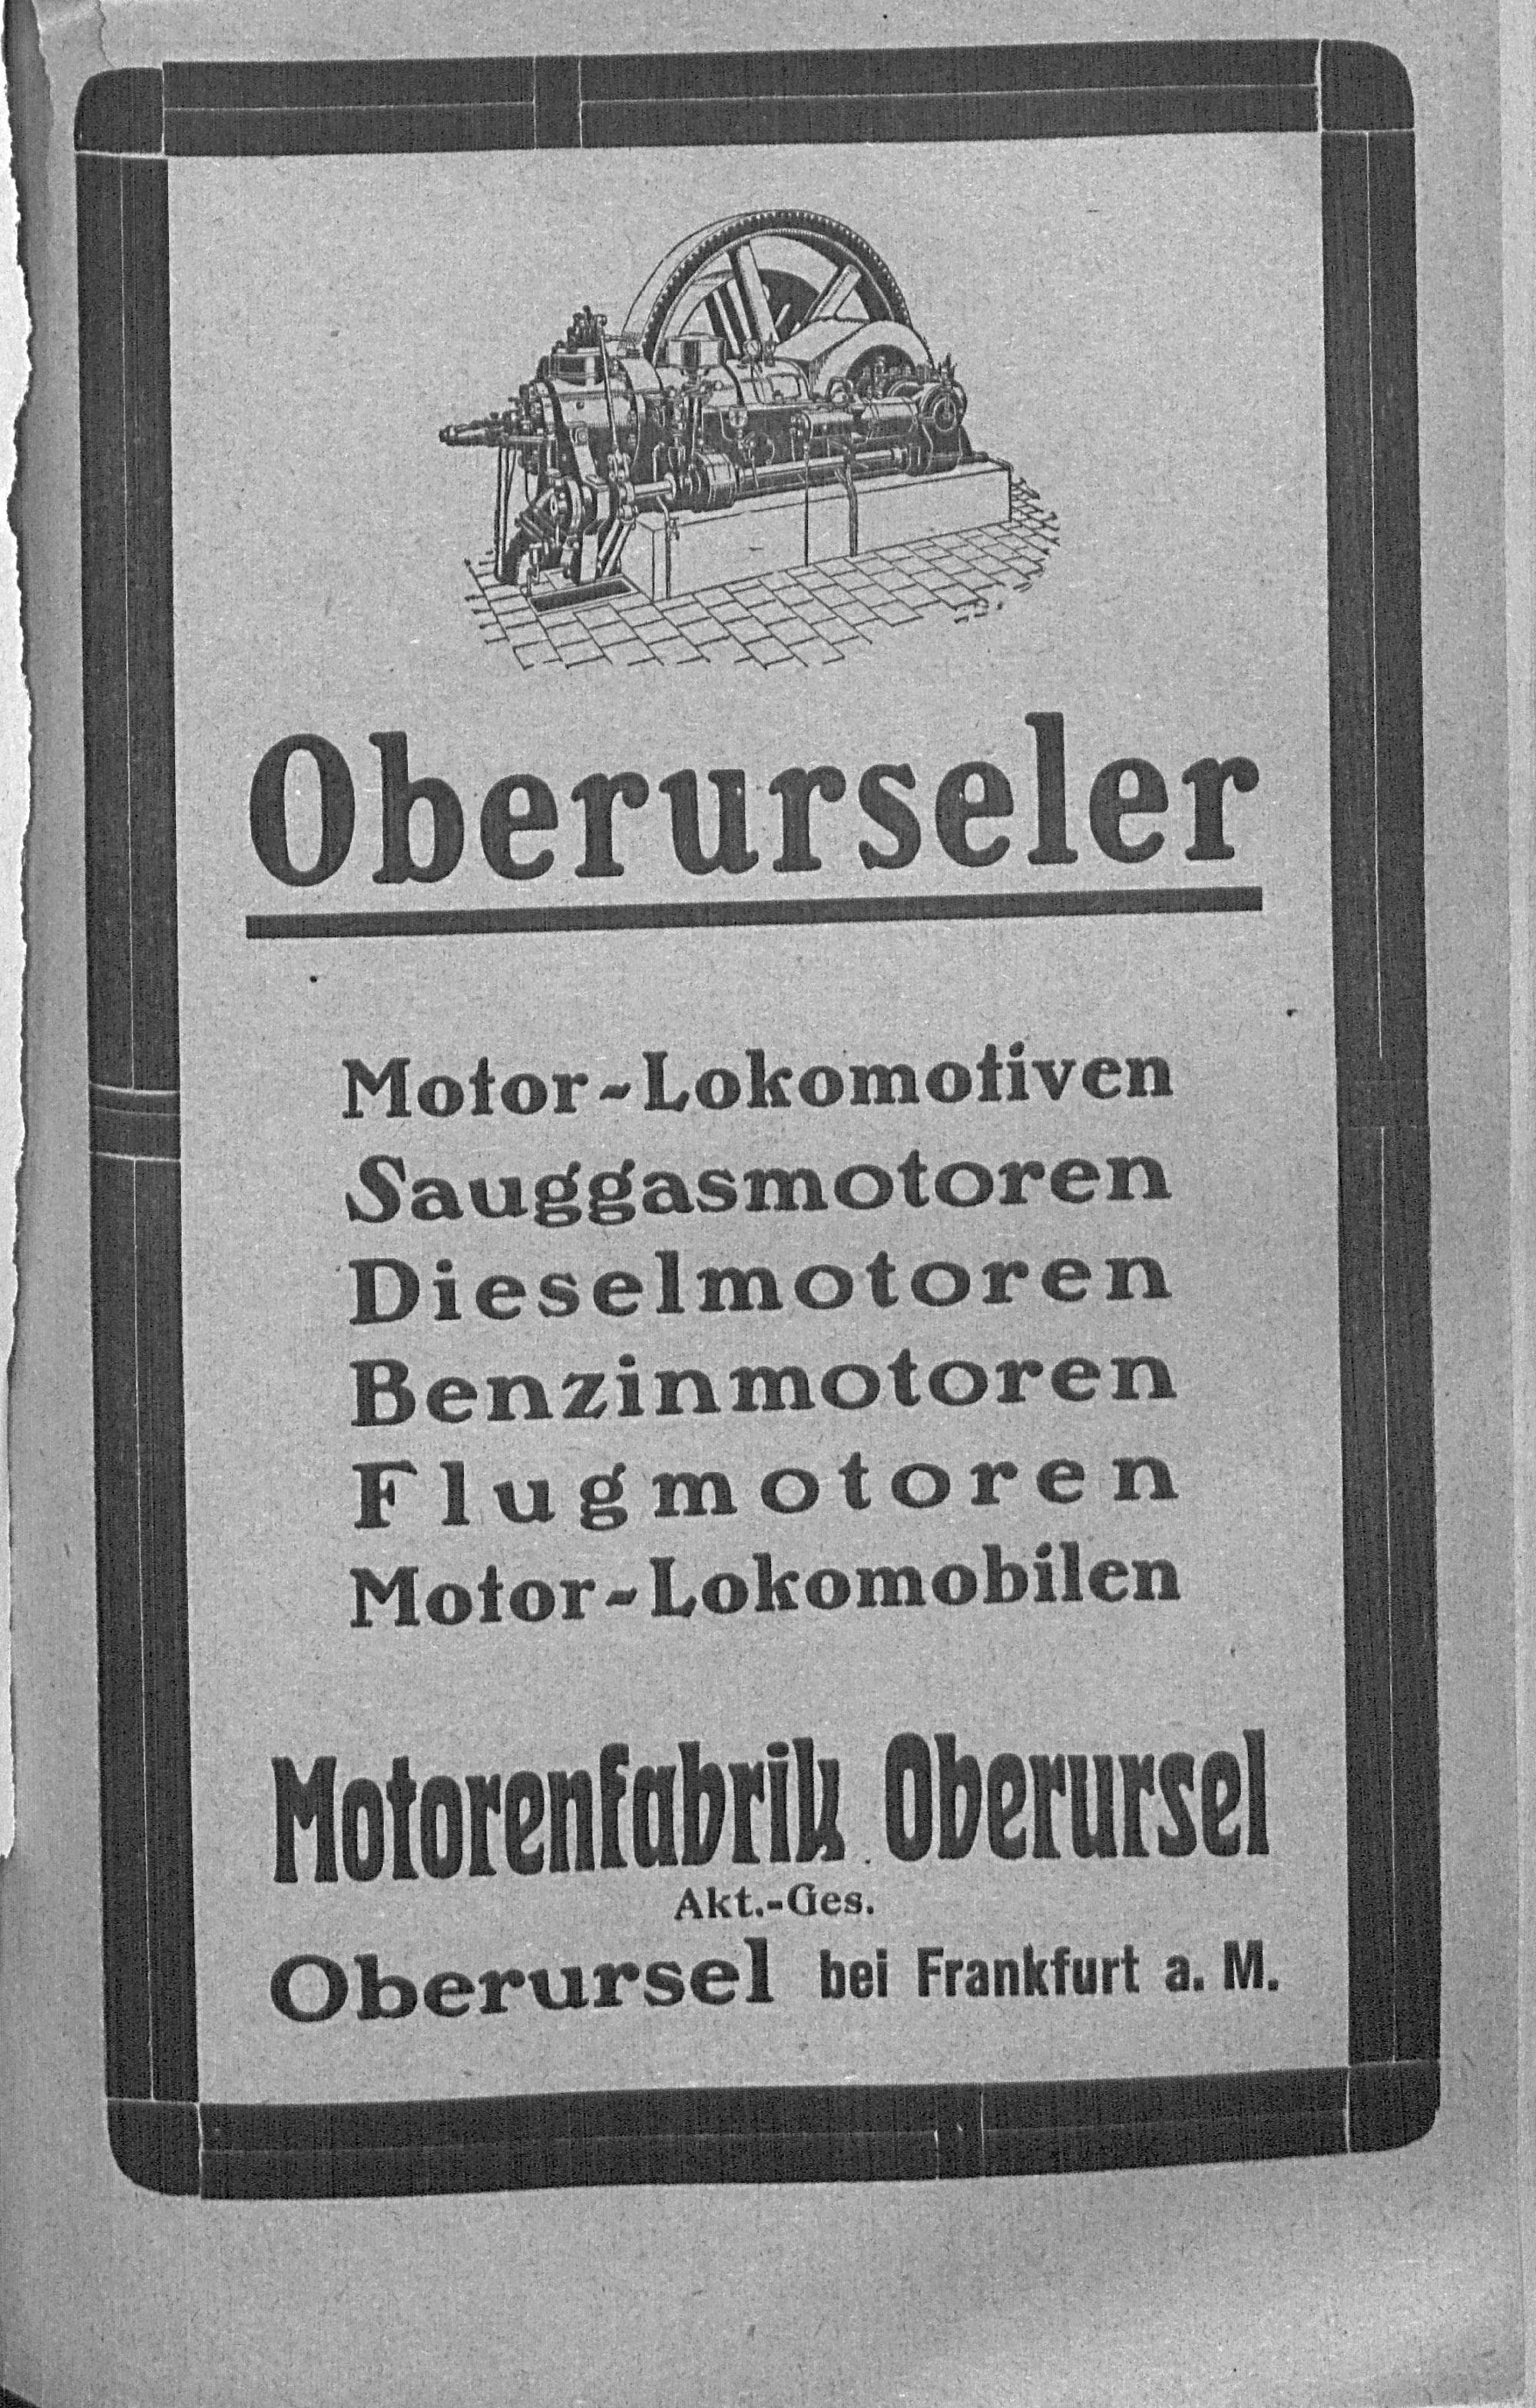 Oberurseler
Motor-Lokomotiven
Sauggasmotoren
Dieselmotoren
Benzinmotoren
Flugmotoren
Motor-Lokomobilen
Motorenfabrik Oberursel
Akt.-Ges.
Oberursel bei Frankfurt a. M.